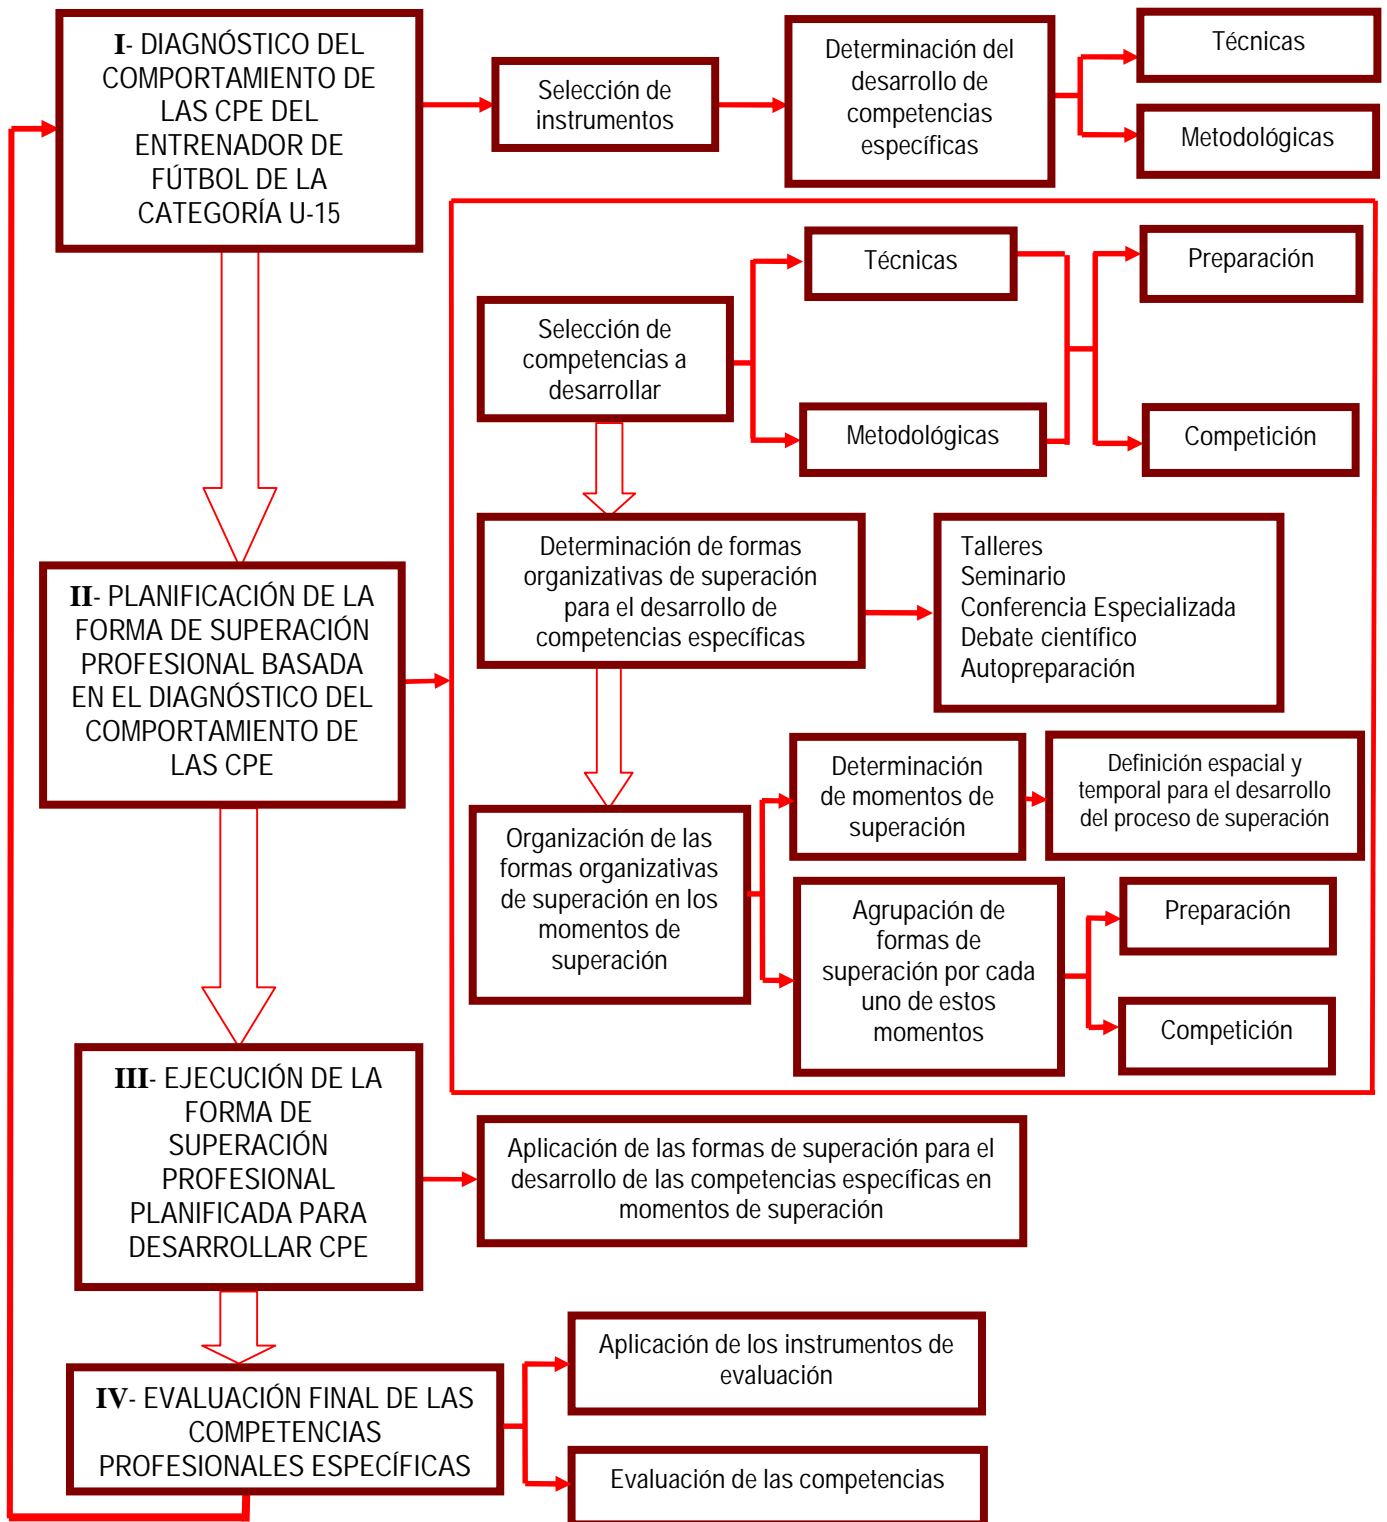 I- DIAGNÓSTICO DEL
COMPORTAMIENTO DE
LAS CPE DEL
ENTRENADOR DE
FÚTBOL DE LA
CATEGORÍA U-15
Selección de
instrumentos
Determinación del
desarrollo de
competencias
específicas
Técnicas
Metodológicas
Selección de
competencias a
desarrollar
Técnicas
Metodológicas
Preparación
Competición
Determinación de formas
organizativas de superación
para el desarrollo de
competencias específicas
Talleres
Seminario
Conferencia Especializada
Debate científico
Autopreparación
II- PLANIFICACIÓN DE LA
FORMA DE SUPERACIÓN
PROFESIONAL BASADA
EN EL DIAGNÓSTICO DEL
COMPORTAMIENTO DE
LAS CPE
Organización de las
formas organizativas
de superación en los
momentos de
superación
Determinación
de momentos de
superación
Definición espacial y
temporal para el desarrollo
del proceso de superación
Agrupación de
formas de
superación por cada
uno de estos
momentos
Preparación
Competición
III- EJECUCIÓN DE LA
FORMA DE
SUPERACIÓN
PROFESIONAL
PLANIFICADA PARA
DESARROLLAR CPE
Aplicación de las formas de superación para el
desarrollo de las competencias específicas en
momentos de superación
IV- EVALUACIÓN FINAL DE LAS
COMPETENCIAS
PROFESIONALES ESPECÍFICAS
Aplicación de los instrumentos de
evaluación
Evaluación de las competencias